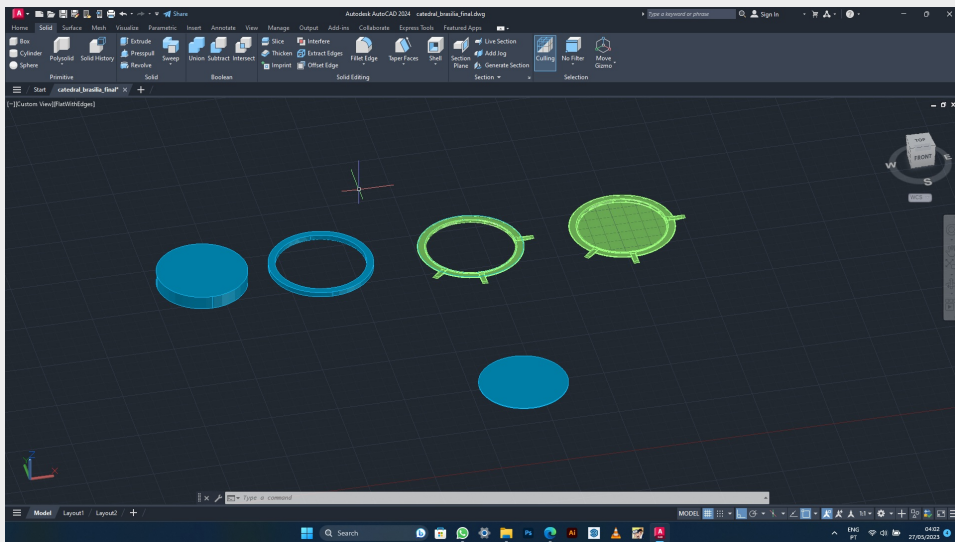 Share
Autodesk AutoCAD 2024 catedral_brasilia_final.dwg
Type a keyword or phrase
Sign In
Home Solid Surface Mesh Visualize Parametric Insert Annotate View Manage Output Add-ins Collaborate Express Tools Featured Apps
Box
Cylinder
Sphere
Polysolid
Solid History
Extrude
Presspull
Revolve
Sweep
Union Subtract Intersect
Slice
Thicken
Imprint
Interfere
Extract Edges
Offset Edge
Fillet Edge
Taper Faces
Shell
Section Plane
Live Section
Add Jog
Generate Section
Culling
No Filter
Move Gizmo
Primitive Solid Boolean Solid Editing Section Selection
Start catedral_brasilia_final*
[−][Custom View][FlatWithEdges]
TOP
FRONT
W
S
E
WCS
Z
X
Type a command
Model Layout1 Layout2
MODEL
1:1
Search
Ps
Ai
ENG
PT
04:02
27/05/2023